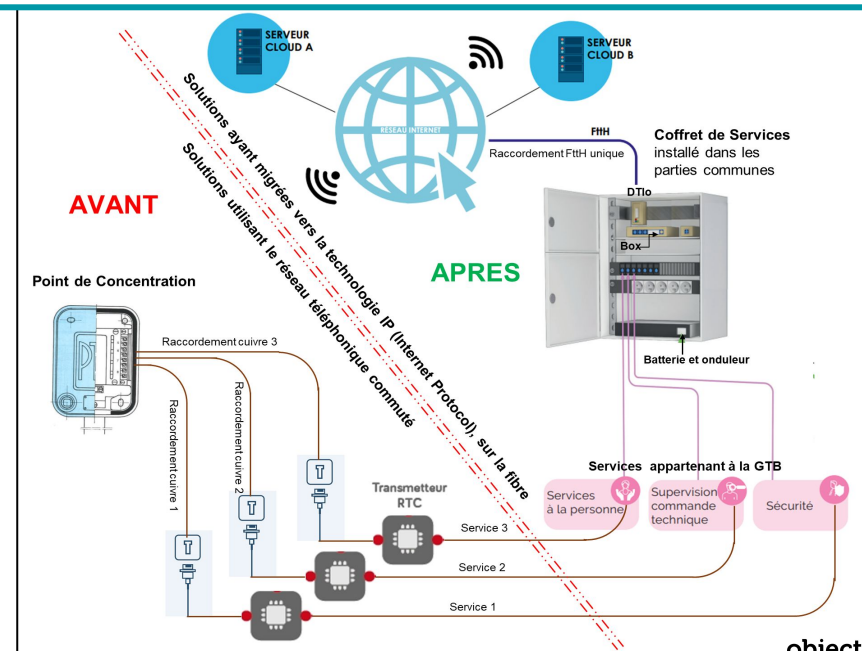 SERVEUR
CLOUD A
SERVEUR
CLOUD B
RÉSEAU INTERNET
FttH
Raccordement FttH unique
Coffret de Services
installé dans les
parties communes
DTIo
Box
Batterie et onduleur
AVANT
APRES
Solutions ayant migrées vers la technologie IP (Internet Protocol), sur la fibre
Solutions utilisant le réseau téléphonique commuté
Point de Concentration
Raccordement cuivre 3
Raccordement cuivre 2
Raccordement cuivre 1
T
T
T
Transmetteur
RTC
Services appartenant à la GTB
Services
à la personne
Supervision
commande
technique
Sécurité
Service 3
Service 2
Service 1
object